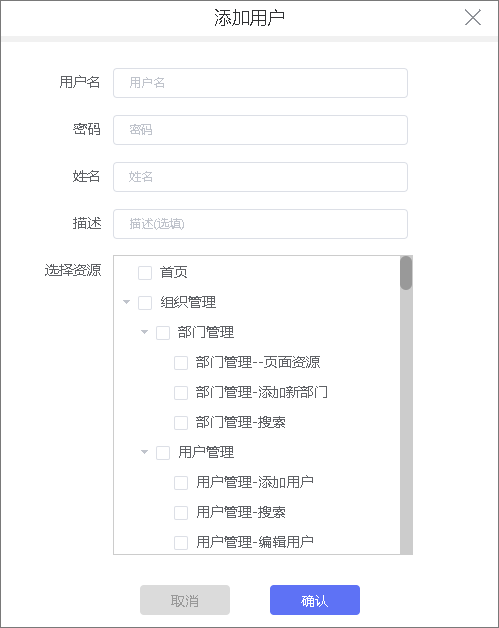 添加用户
用户名 用户名
密码 密码
姓名 姓名
描述 描述(选填)
选择资源 首页
组织管理
部门管理
部门管理--页面资源
部门管理-添加新部门
部门管理-搜索
用户管理
用户管理-添加用户
用户管理-搜索
用户管理-编辑用户
取消 确认